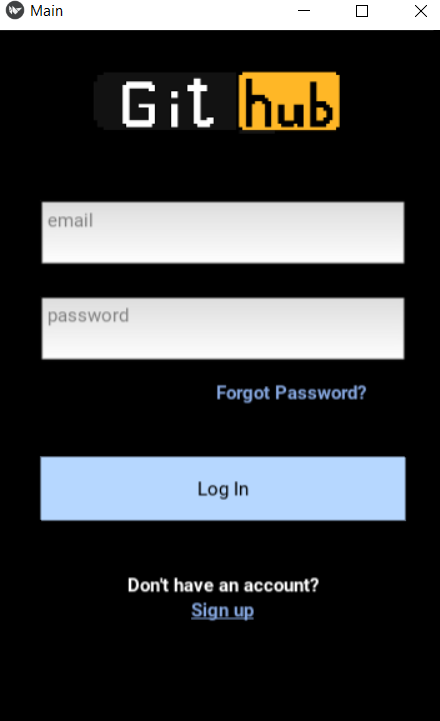 Main
Git hub
email
password
Forgot Password?
Log In
Don't have an account?
Sign up